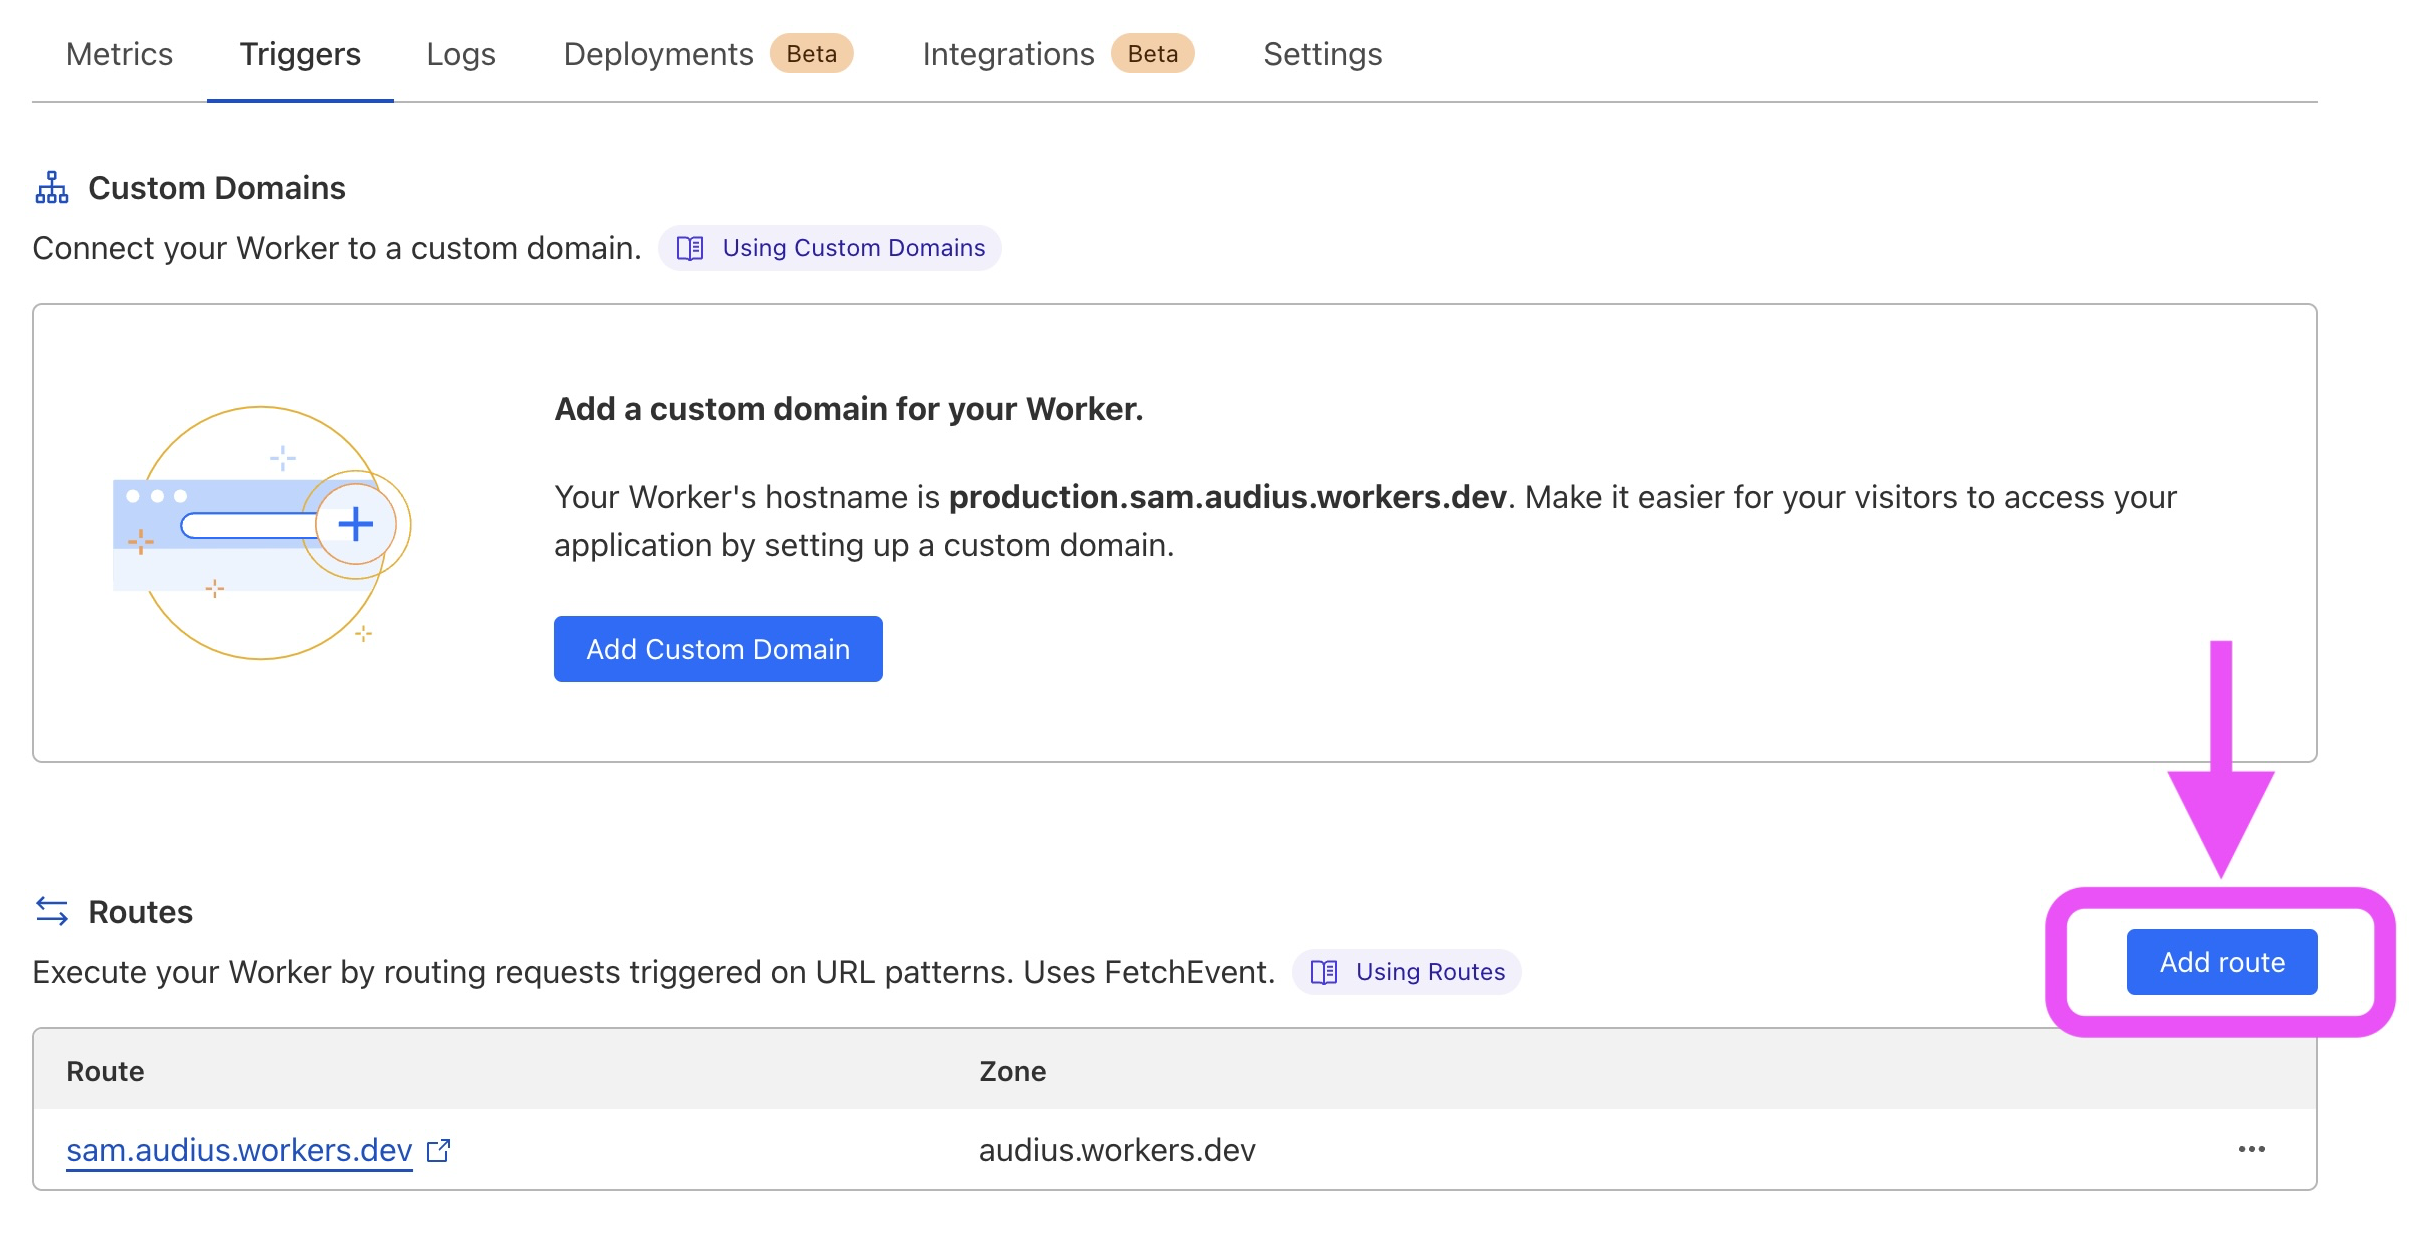 Metrics Triggers Logs Deployments Beta Integrations Beta Settings
Custom Domains
Connect your Worker to a custom domain. Using Custom Domains
Add a custom domain for your Worker.
Your Worker's hostname is production.sam.audius.workers.dev. Make it easier for your visitors to access your
application by setting up a custom domain.
Add Custom Domain
Routes
Add route
Execute your Worker by routing requests triggered on URL patterns. Uses FetchEvent. Using Routes
Route Zone
sam.audius.workers.dev audius.workers.dev